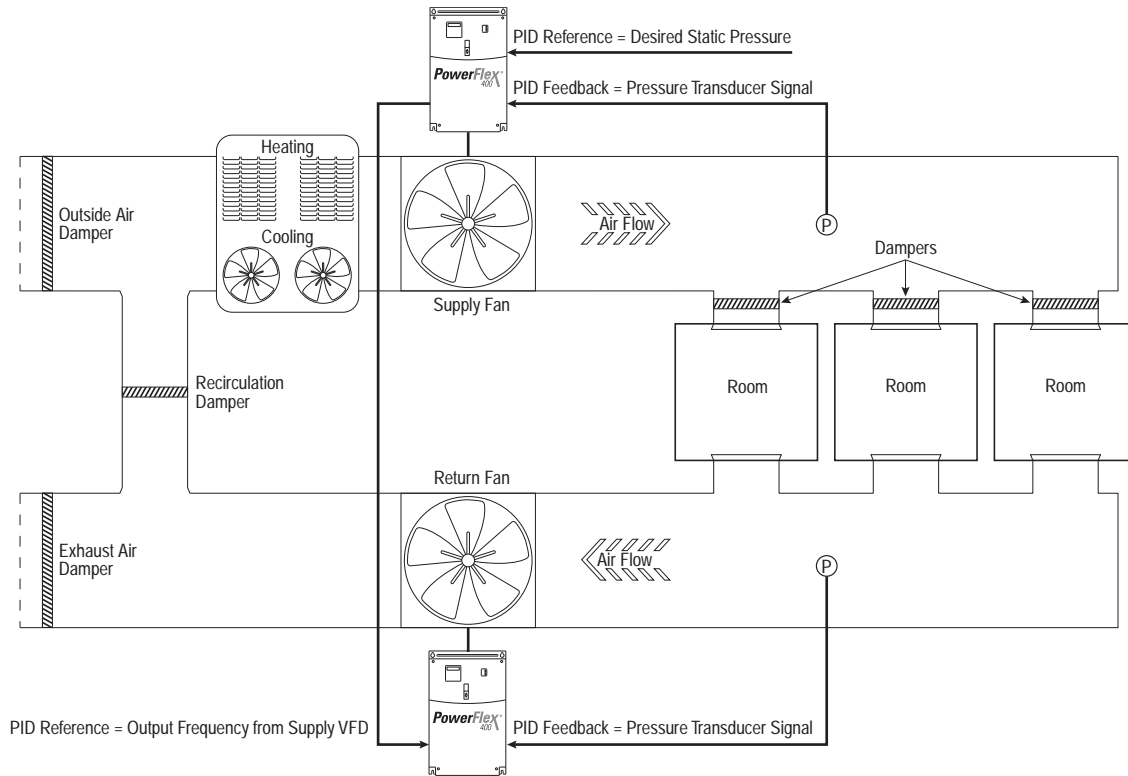 PID Reference = Desired Static Pressure
PowerFlex®
400
PID Feedback = Pressure Transducer Signal
Heating
Outside Air
Damper
Cooling
Air Flow
P
Dampers
Supply Fan
Recirculation
Damper
Room
Room
Room
Return Fan
Exhaust Air
Damper
Air Flow
P
PID Reference = Output Frequency from Supply VFD
PowerFlex®
400
PID Feedback = Pressure Transducer Signal